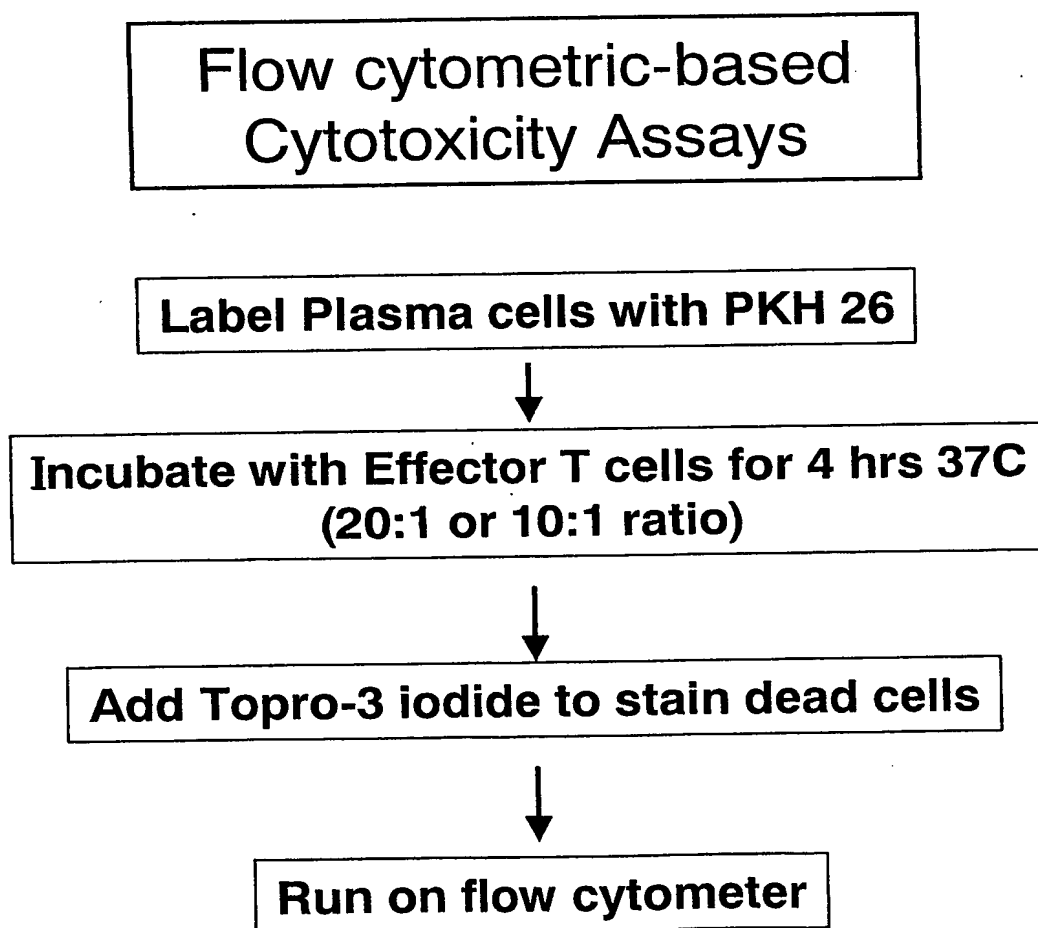 Flow cytometric-based
Cytotoxicity Assays
Label Plasma cells with PKH 26
Incubate with Effector T cells for 4 hrs 37C
(20:1 or 10:1 ratio)
Add Topro-3 iodide to stain dead cells
Run on flow cytometer